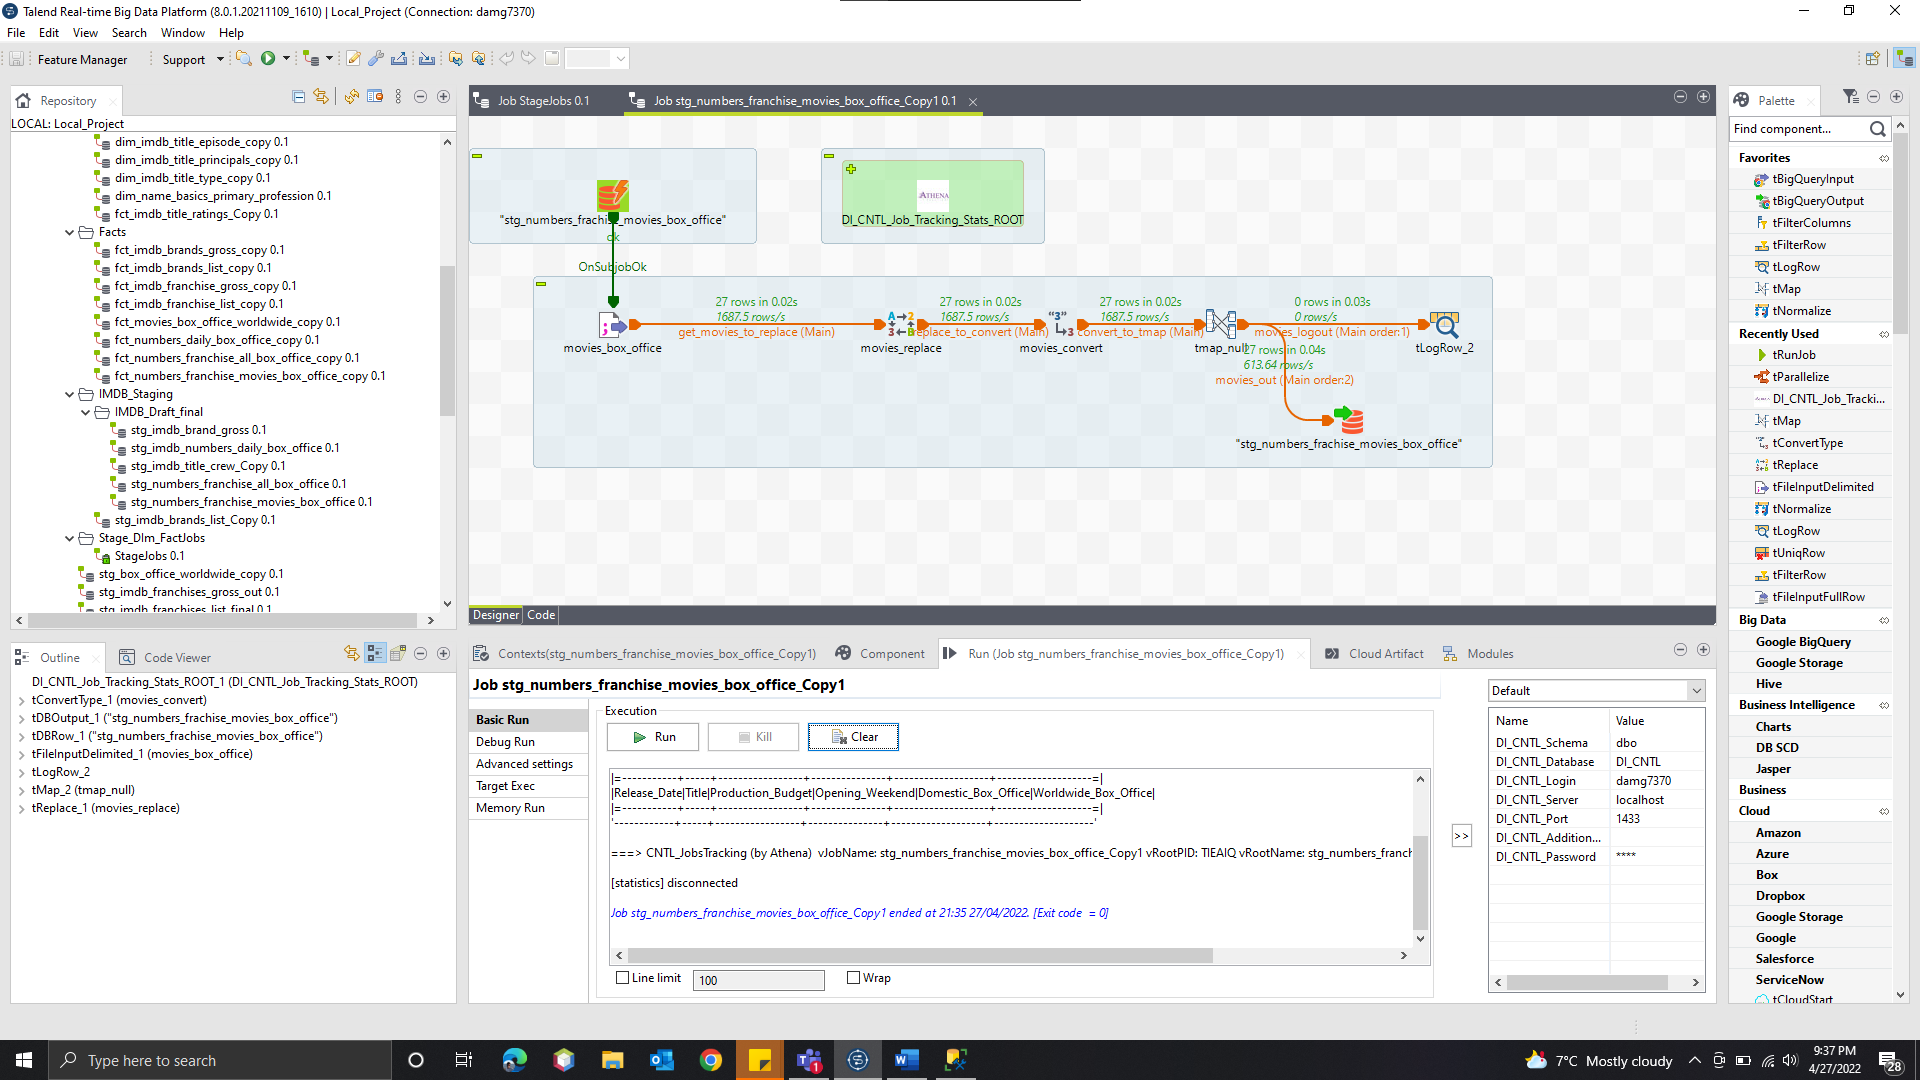 Talend Real-time Big Data Platform (8.0.1.20211109_1610) | Local_Project (Connection: damg7370)
File Edit View Search Window Help
Feature Manager Support
Repository
LOCAL: Local_Project
dim_imdb_title_episode_copy 0.1
dim_imdb_title_principals_copy 0.1
dim_imdb_title_type_copy 0.1
dim_name_basics_primary_profession 0.1
fct_imdb_title_ratings_Copy 0.1
Facts
fct_imdb_brands_gross_copy 0.1
fct_imdb_brands_list_copy 0.1
fct_imdb_franchise_gross_copy 0.1
fct_imdb_franchise_list_copy 0.1
fct_movies_box_office_worldwide_copy 0.1
fct_numbers_daily_box_office_copy 0.1
fct_numbers_franchise_all_box_office_copy 0.1
fct_numbers_franchise_movies_box_office_copy 0.1
IMDB_Staging
IMDB_Draft_final
stg_imdb_brand_gross 0.1
stg_imdb_numbers_daily_box_office 0.1
stg_imdb_title_crew_Copy 0.1
stg_numbers_franchise_all_box_office 0.1
stg_numbers_franchise_movies_box_office 0.1
stg_imdb_brands_list_Copy 0.1
Stage_DIm_FactJobs
StageJobs 0.1
stg_box_office_worldwide_copy 0.1
stg_imdb_franchises_gross_out 0.1
stg_imdb_franchises_list_final 0.1
Job StageJobs 0.1
Job stg_numbers_franchise_movies_box_office_Copy1 0.1
"stg_numbers_frachise_movies_box_office"
ok
OnSubjobOk
ATHENA
DI_CNTL_Job_Tracking_Stats_ROOT
27 rows in 0.02s
1687.5 rows/s
get_movies_to_replace (Main)
27 rows in 0.02s
1687.5 rows/s
replace_to_convert (Main)
27 rows in 0.02s
1687.5 rows/s
convert_to_tmap (Main)
0 rows in 0.03s
0 rows/s
movies_logout (Main order:1)
movies_box_office
movies_replace
movies_convert
tmap_null
tLogRow_2
27 rows in 0.04s
613.64 rows/s
movies_out (Main order:2)
"stg_numbers_frachise_movies_box_office"
Designer Code
Palette
Find component...
Favorites
tBigQueryInput
tBigQueryOutput
tFilterColumns
tFilterRow
tLogRow
tMap
tNormalize
Recently Used
tRunJob
tParallelize
DI_CNTL_Job_Tracki...
tMap
tConvertType
tReplace
tFileInputDelimited
tNormalize
tLogRow
tUniqRow
tFilterRow
tFileInputFullRow
Big Data
Google BigQuery
Google Storage
Hive
Business Intelligence
Charts
DB SCD
Jasper
Business
Cloud
Amazon
Azure
Box
Dropbox
Google Storage
Google
Salesforce
ServiceNow
tCloudStart
Outline
Code Viewer
DI_CNTL_Job_Tracking_Stats_ROOT_1 (DI_CNTL_Job_Tracking_Stats_ROOT)
tConvertType_1 (movies_convert)
tDBOutput_1 ("stg_numbers_frachise_movies_box_office")
tDBRow_1 ("stg_numbers_frachise_movies_box_office")
tFileInputDelimited_1 (movies_box_office)
tLogRow_2
tMap_2 (tmap_null)
tReplace_1 (movies_replace)
Contexts(stg_numbers_franchise_movies_box_office_Copy1)
Component
Run (Job stg_numbers_franchise_movies_box_office_Copy1)
Cloud Artifact
Modules
Job stg_numbers_franchise_movies_box_office_Copy1
Basic Run
Debug Run
Advanced settings
Target Exec
Memory Run
Execution
Run Kill Clear
|=-----------+-----+-----------------+---------------+-------------------+-------------------=|
|Release_Date|Title|Production_Budget|Opening_Weekend|Domestic_Box_Office|Worldwide_Box_Office|
|=-----------+-----+-----------------+---------------+-------------------+-------------------=|
'------------+-----+-----------------+---------------+-------------------+--------------------'
===> CNTL_JobsTracking (by Athena) vJobName: stg_numbers_franchise_movies_box_office_Copy1 vRootPID: TIEAIQ vRootName: stg_numbers_franch
[statistics] disconnected
Job stg_numbers_franchise_movies_box_office_Copy1 ended at 21:35 27/04/2022. [Exit code = 0]
Line limit 100 Wrap
>>
Default
Name Value
DI_CNTL_Schema dbo
DI_CNTL_Database DI_CNTL
DI_CNTL_Login damg7370
DI_CNTL_Server localhost
DI_CNTL_Port 1433
DI_CNTL_Addition...
DI_CNTL_Password ****
Type here to search
1
7°C Mostly cloudy
9:37 PM
4/27/2022
28